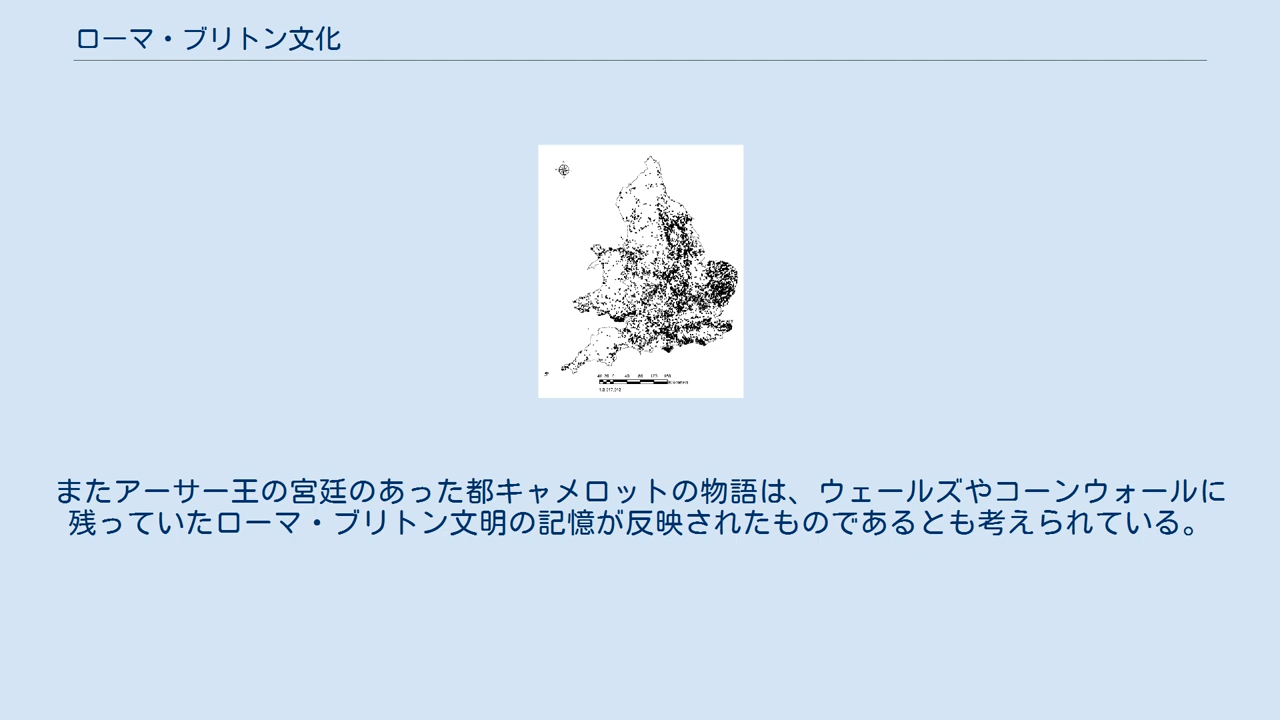 ローマ・ブリトン文化
またアーサー王の宮廷のあった都キャメロットの物語は、ウェールズやコーンウォールに
残っていたローマ・ブリトン文明の記憶が反映されたものであるとも考えられている。